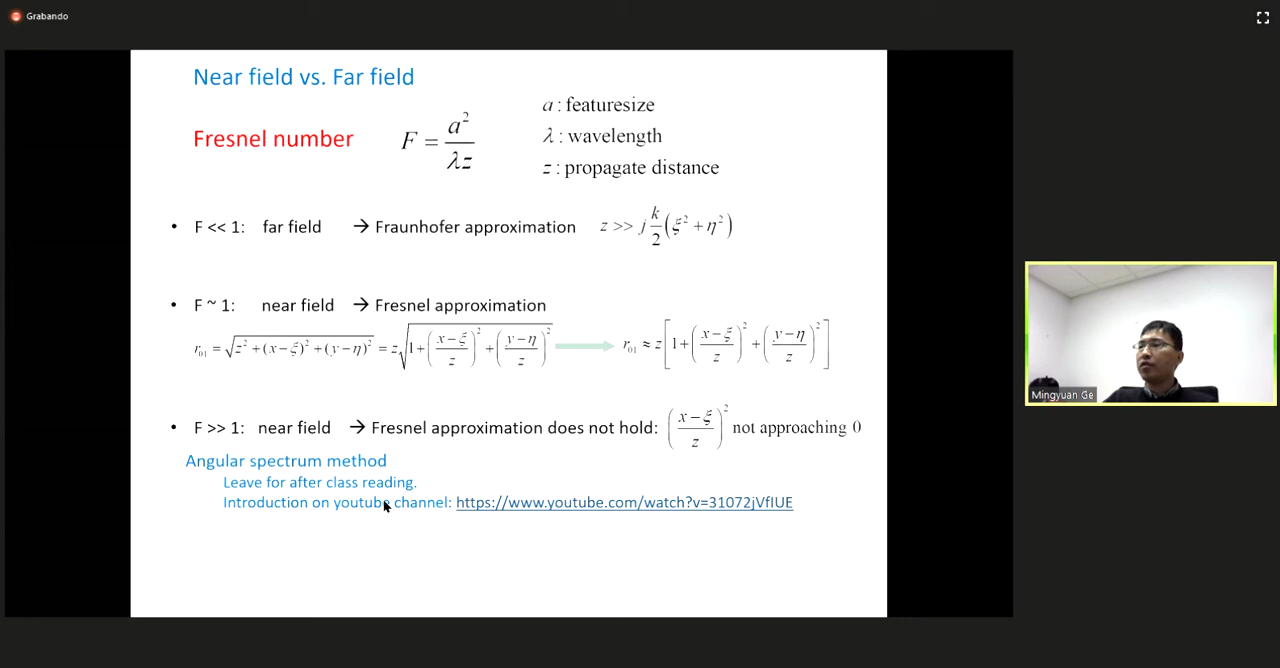 Grabando
Near field vs. Far field
Fresnel number F = a² / λz
a : featuresize
λ : wavelength
z : propagate distance
• F << 1: far field → Fraunhofer approximation z >> j k/2 (ξ² + η²)
• F ~ 1: near field → Fresnel approximation
r₀₁ = √(z² + (x − ξ)² + (y − η)²) = z√(1 + ((x − ξ)/z)² + ((y − η)/z)²) → r₀₁ ≈ z[1 + ((x − ξ)/z)² + ((y − η)/z)²]
• F >> 1: near field → Fresnel approximation does not hold: ((x − ξ)/z)² not approaching 0
Angular spectrum method
Leave for after class reading.
Introduction on youtube channel: https://www.youtube.com/watch?v=31072jVfIUE
Mingyuan Ge